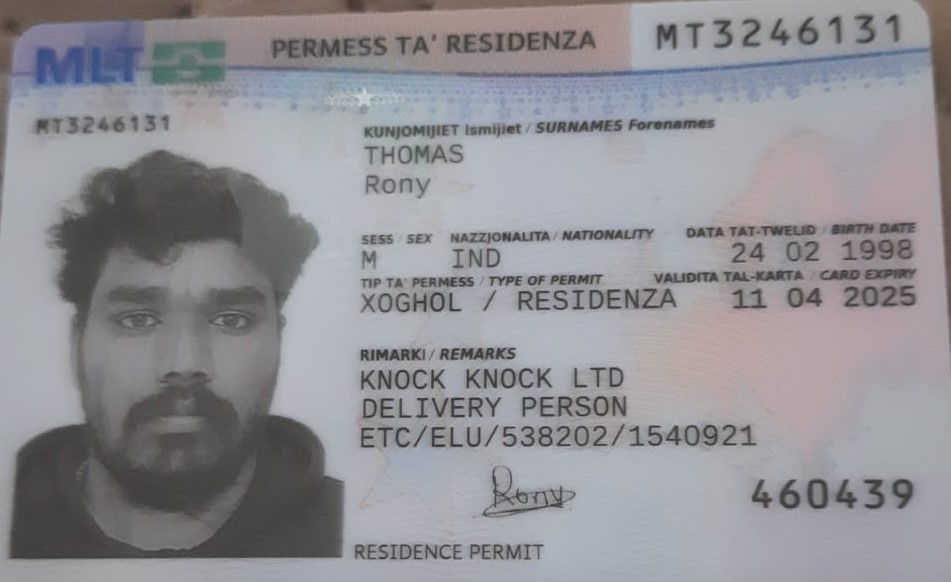 MLT PERMESS TA' RESIDENZA MT3246131
MT3246131
KUNJOMIJIET Ismijiet / SURNAMES Forenames
THOMAS
Rony
SESS / SEX NAZZJONALITA / NATIONALITY DATA TAT-TWELID / BIRTH DATE
M IND 24 02 1998
TIP TA' PERMESS / TYPE OF PERMIT VALIDITA TAL-KARTA / CARD EXPIRY
XOGHOL / RESIDENZA 11 04 2025
RIMARKI / REMARKS
KNOCK KNOCK LTD
DELIVERY PERSON
ETC/ELU/538202/1540921
Rony
460439
RESIDENCE PERMIT